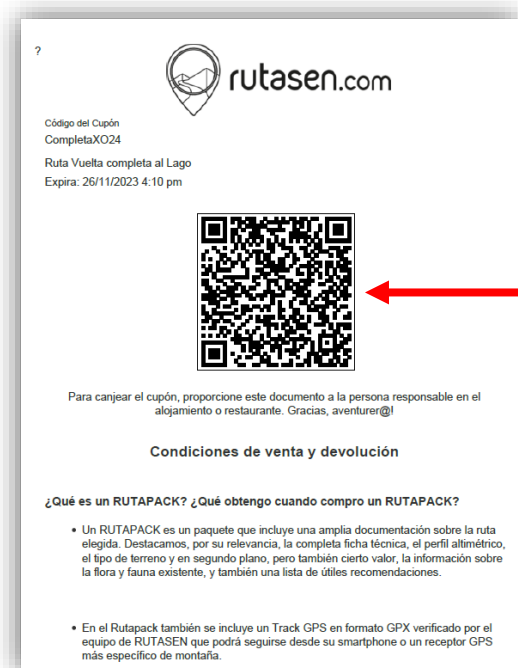 ?
rutasen.com
Código del Cupón
CompletaXO24
Ruta Vuelta completa al Lago
Expira: 26/11/2023 4:10 pm
Para canjear el cupón, proporcione este documento a la persona responsable en el
alojamiento o restaurante. Gracias, aventurer@!
Condiciones de venta y devolución
¿Qué es un RUTAPACK? ¿Qué obtengo cuando compro un RUTAPACK?
• Un RUTAPACK es un paquete que incluye una amplia documentación sobre la ruta
elegida. Destacamos, por su relevancia, la completa ficha técnica, el perfil altimétrico,
el tipo de terreno y en segundo plano, pero también cierto valor, la información sobre
la flora y fauna existente, y también una lista de útiles recomendaciones.
• En el Rutapack también se incluye un Track GPS en formato GPX verificado por el
equipo de RUTASEN que podrá seguirse desde su smartphone o un receptor GPS
más específico de montaña.